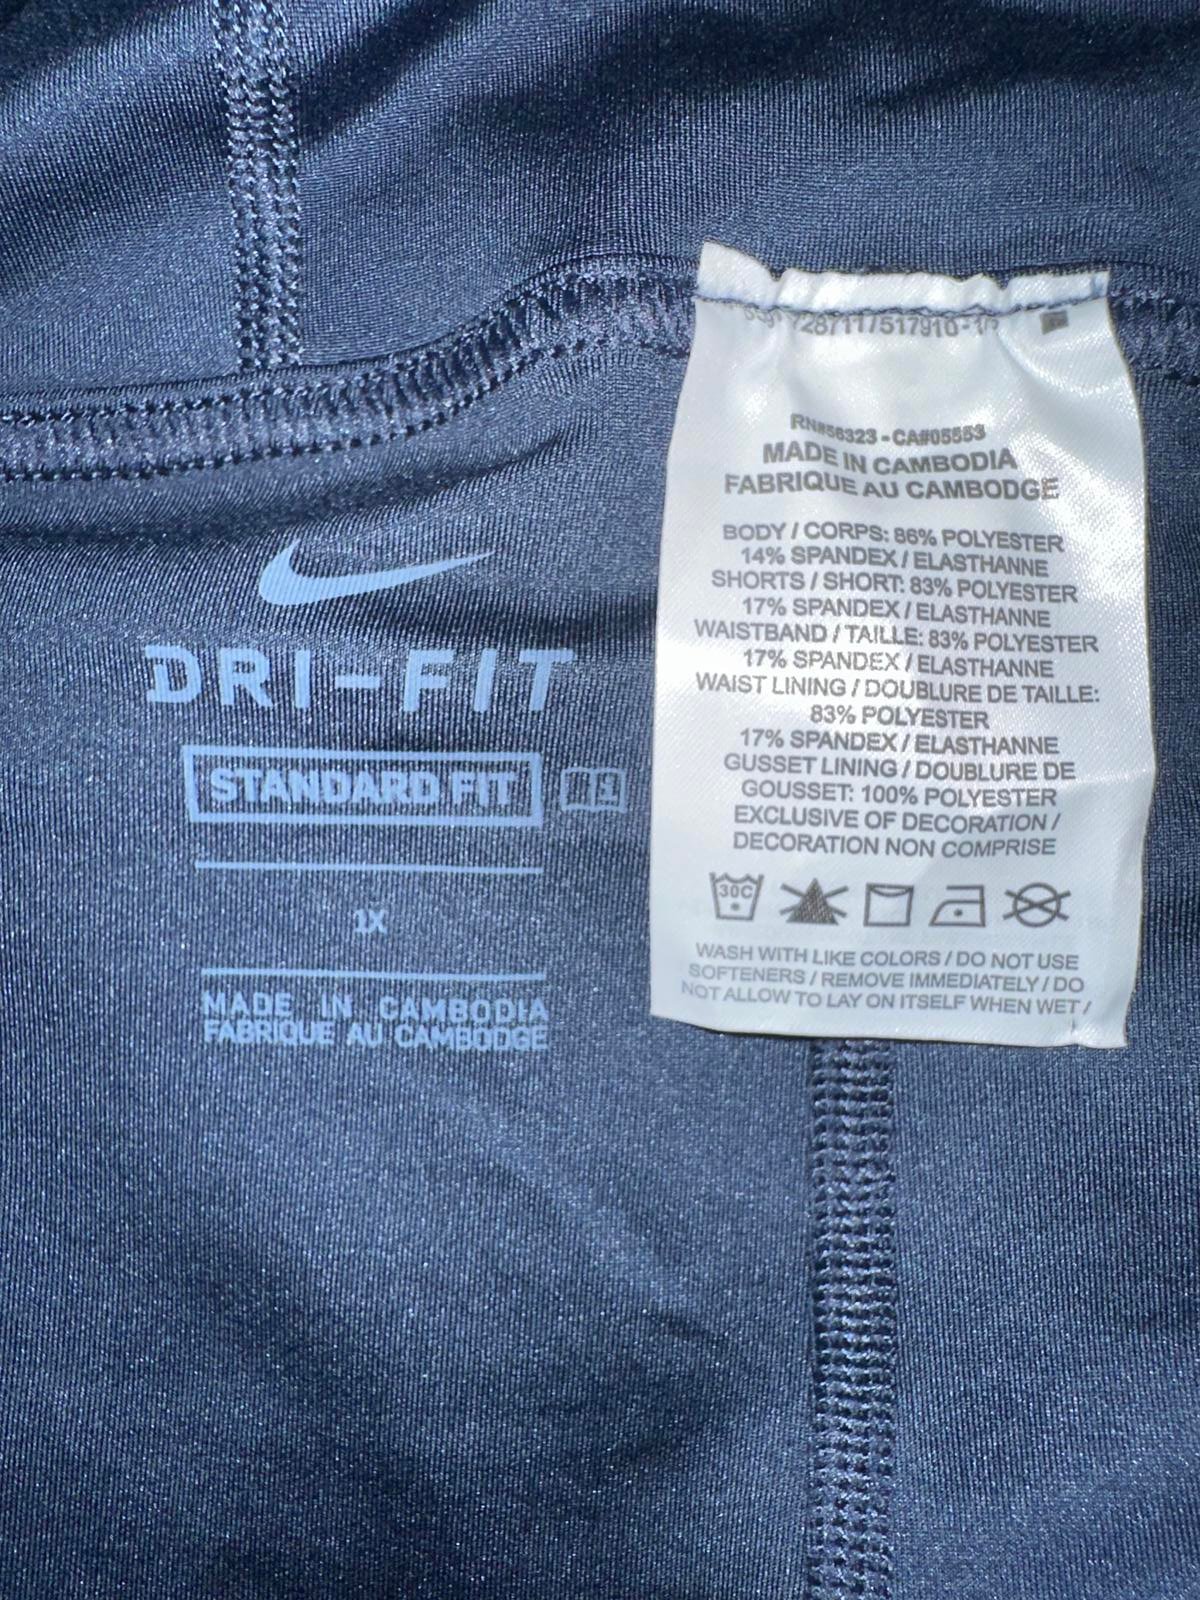 DRI-FIT
STANDARD FIT
1X
MADE IN CAMBODIA
FABRIQUE AU CAMBODGE
RN#56323 - CA#05553
MADE IN CAMBODIA
FABRIQUE AU CAMBODGE
BODY / CORPS: 86% POLYESTER
14% SPANDEX / ELASTHANNE
SHORTS / SHORT: 83% POLYESTER
17% SPANDEX / ELASTHANNE
WAISTBAND / TAILLE: 83% POLYESTER
17% SPANDEX / ELASTHANNE
WAIST LINING / DOUBLURE DE TAILLE:
83% POLYESTER
17% SPANDEX / ELASTHANNE
GUSSET LINING / DOUBLURE DE
GOUSSET: 100% POLYESTER
EXCLUSIVE OF DECORATION /
DECORATION NON COMPRISE
30C
WASH WITH LIKE COLORS / DO NOT USE
SOFTENERS / REMOVE IMMEDIATELY / DO
NOT ALLOW TO LAY ON ITSELF WHEN WET /